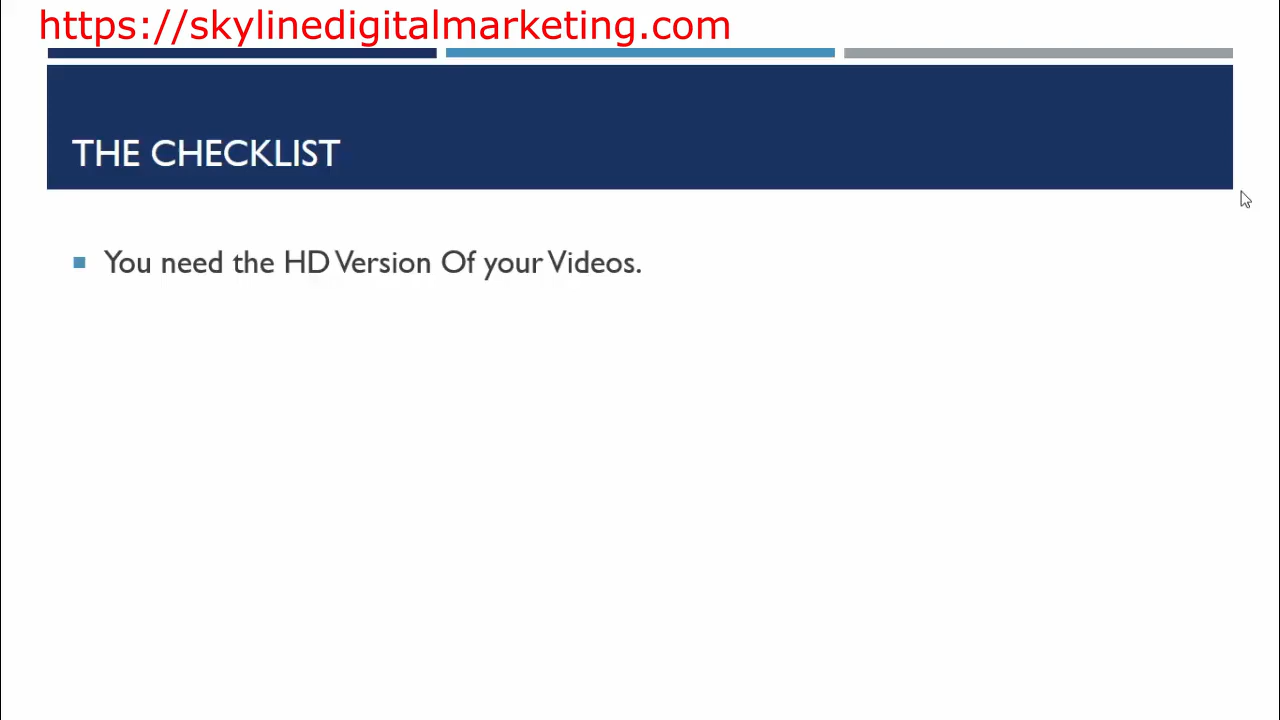 https://skylinedigitalmarketing.com
THE CHECKLIST
You need the HD Version Of your Videos.